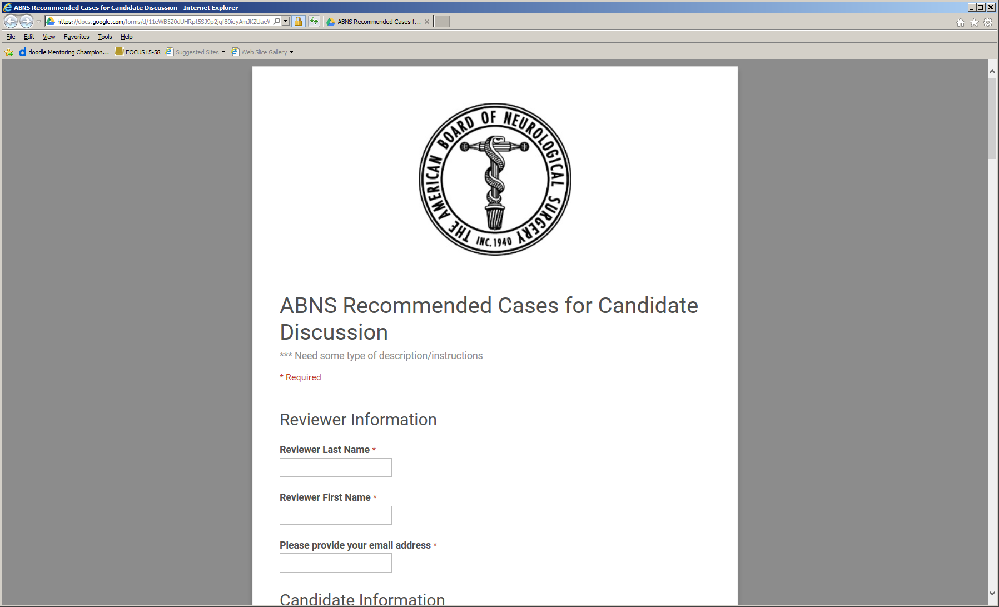 ABNS Recommended Cases for Candidate Discussion - Internet Explorer
https://docs.google.com/forms/d/11eWB5Z0dUHRpt5SJ9p2jqf80ieyAmJKZUaeV
ABNS Recommended Cases f...
File Edit View Favorites Tools Help
doodle Mentoring Champion... FOCUS15-58 Suggested Sites Web Slice Gallery
THE AMERICAN BOARD OF NEUROLOGICAL SURGERY
INC. 1940
ABNS Recommended Cases for Candidate
Discussion
*** Need some type of description/instructions
* Required
Reviewer Information
Reviewer Last Name *
Reviewer First Name *
Please provide your email address *
Candidate Information